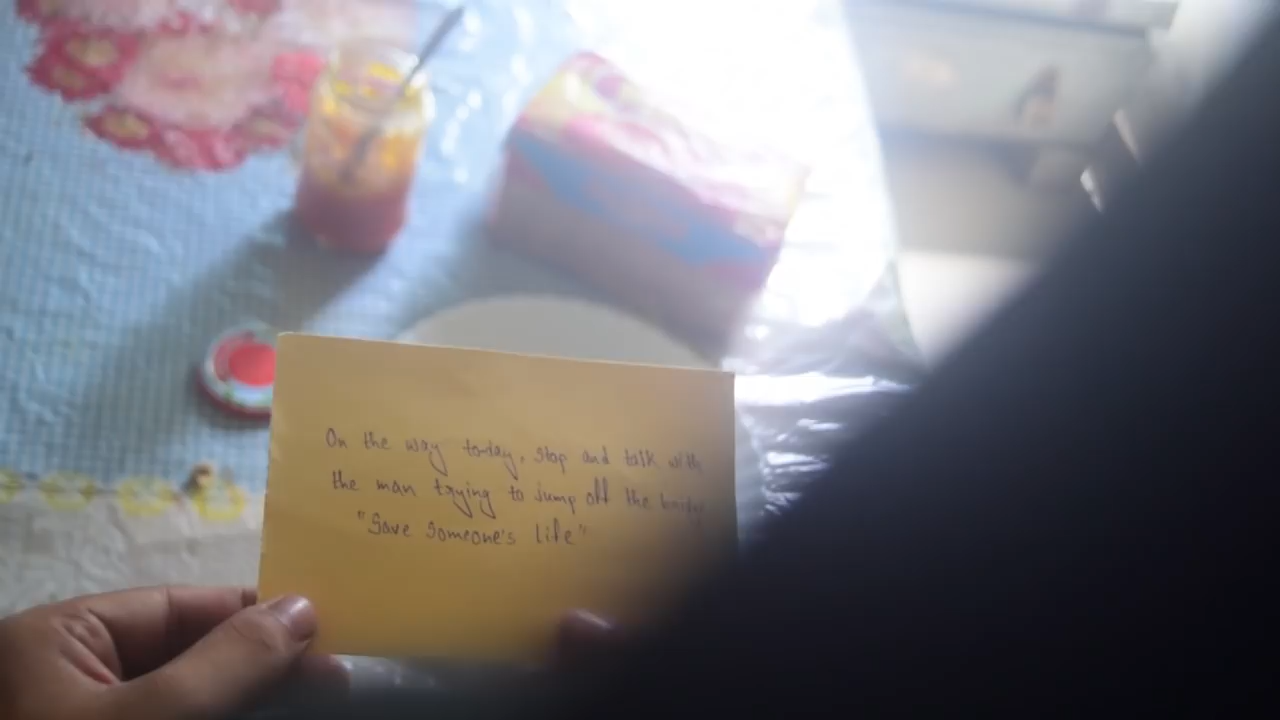 On the way to-day, stop and talk with
the man trying to jump off the bridge
"Save someone's life"